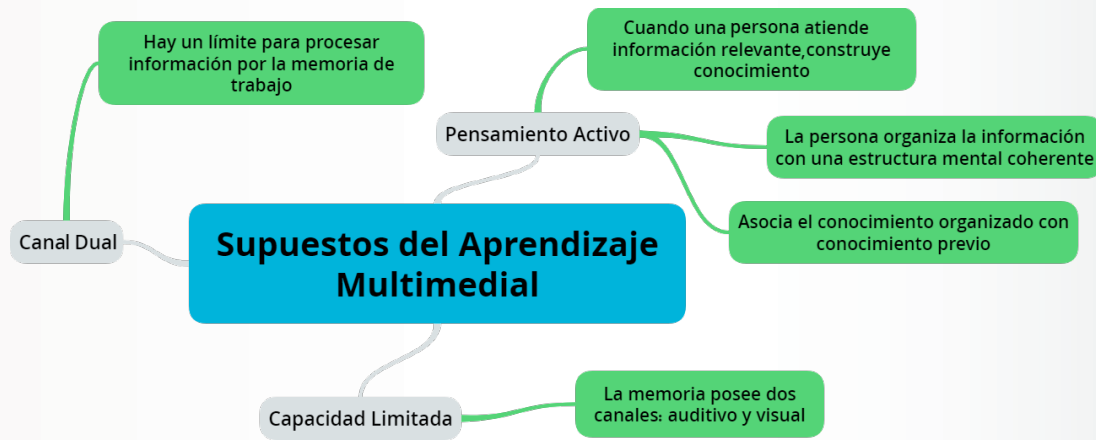 Hay un límite para procesar
información por la memoria de
trabajo
Cuando una persona atiende
información relevante,construye
conocimiento
Pensamiento Activo
La persona organiza la información
con una estructura mental coherente
Asocia el conocimiento organizado con
conocimiento previo
Canal Dual
Supuestos del Aprendizaje
Multimedial
Capacidad Limitada
La memoria posee dos
canales: auditivo y visual